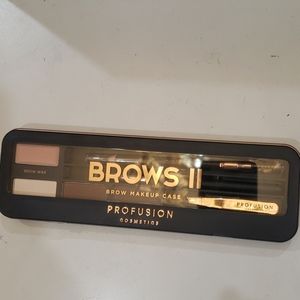 BROW WAX
BROWS II
BROW MAKEUP CASE
PROFUSION
PROFUSION
COSMETICS